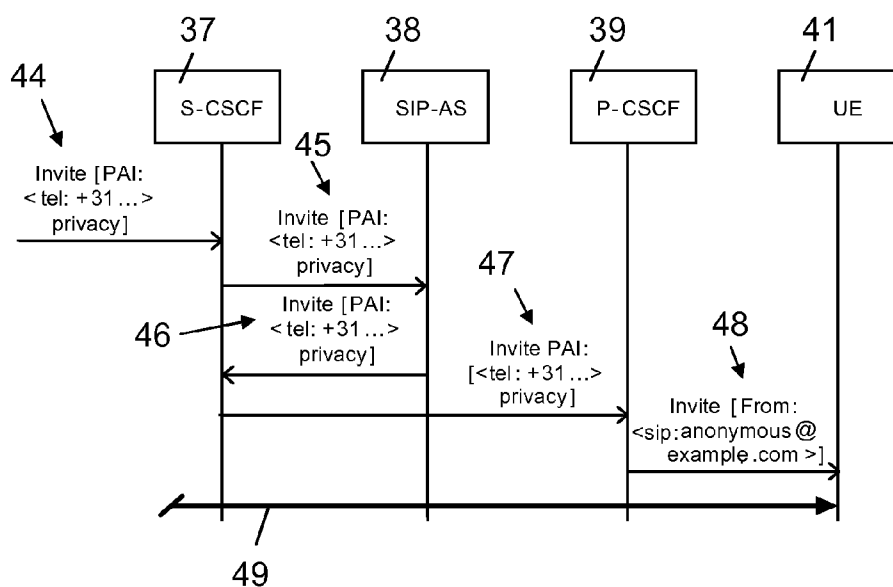 37
38
39
41
S-CSCF
SIP-AS
P-CSCF
UE
44
Invite [PAI:
<tel: +31...>
privacy]
45
Invite [PAI:
<tel: +31...>
privacy]
46
Invite [PAI:
<tel: +31...>
privacy]
47
Invite PAI:
[<tel: +31...>
privacy]
48
Invite [From:
<sip:anonymous@
example.com >]
49